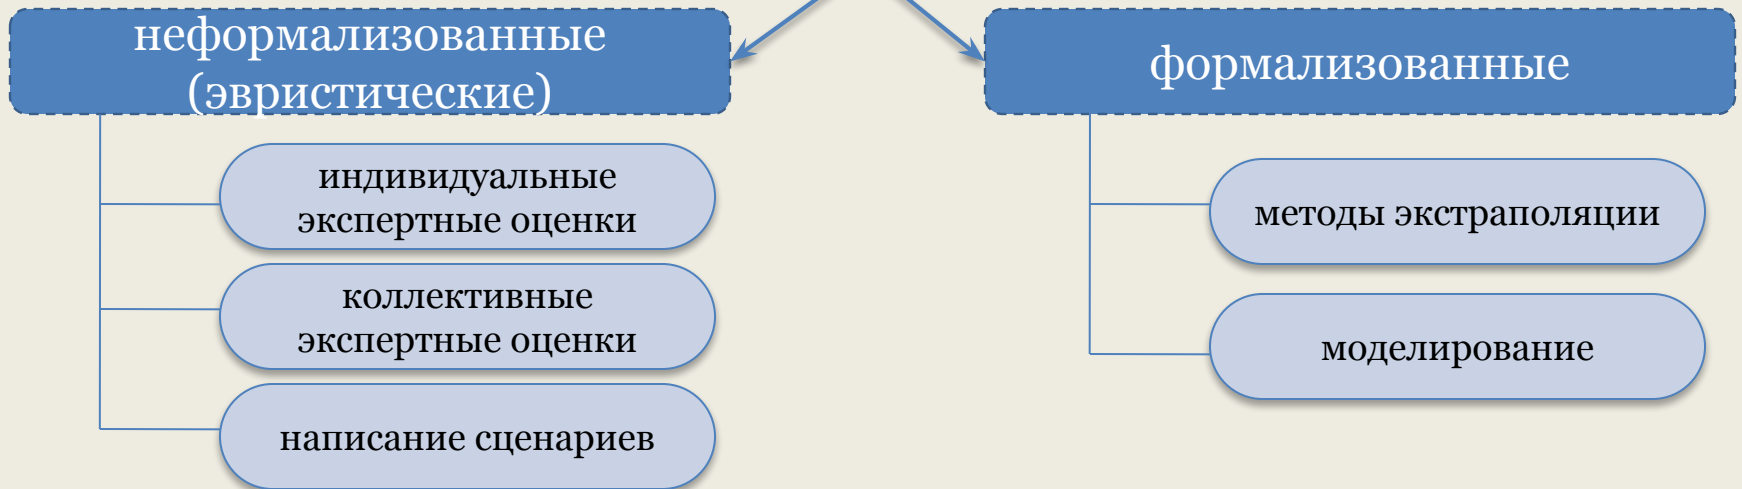 неформализованные
(эвристические)
индивидуальные
экспертные оценки
коллективные
экспертные оценки
написание сценариев
формализованные
методы экстраполяции
моделирование